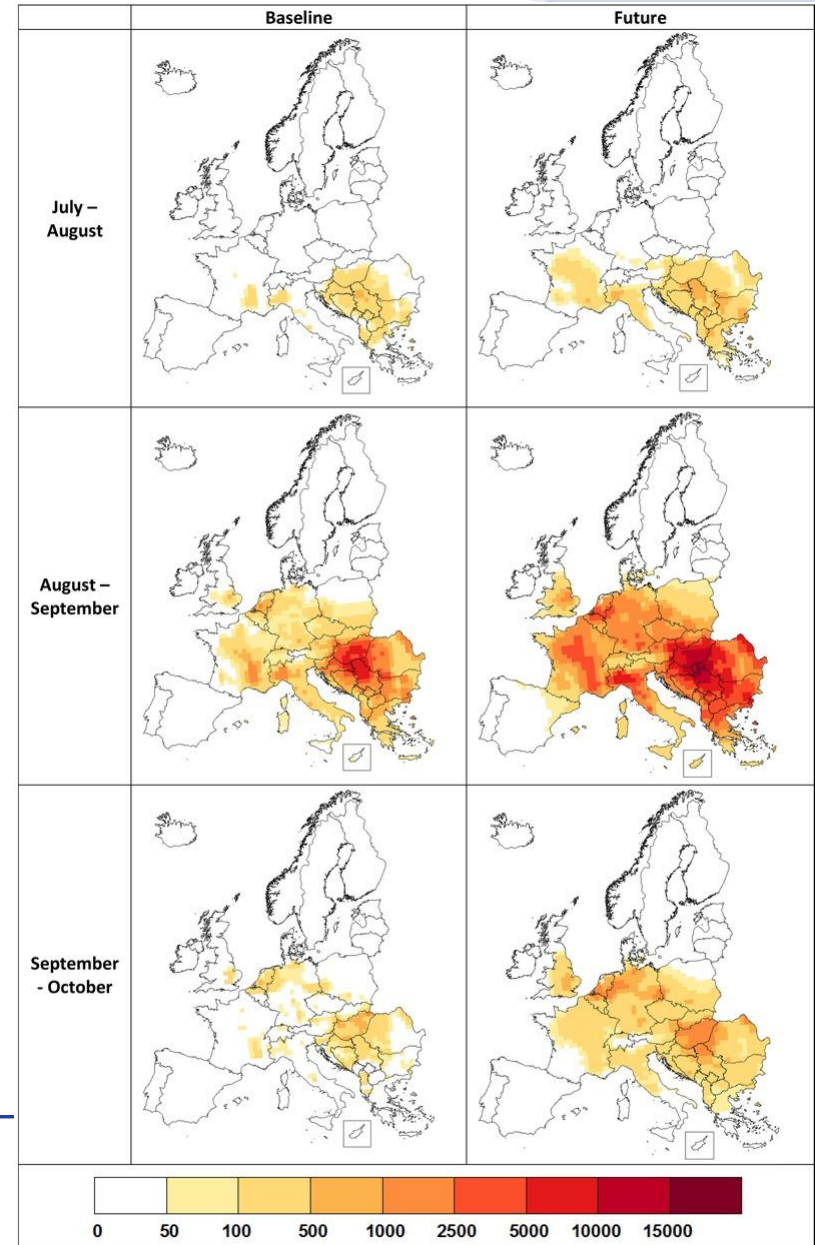 Baseline
Future
July –
August
August –
September
September
- October
0 50 100 500 1000 2500 5000 10000 15000